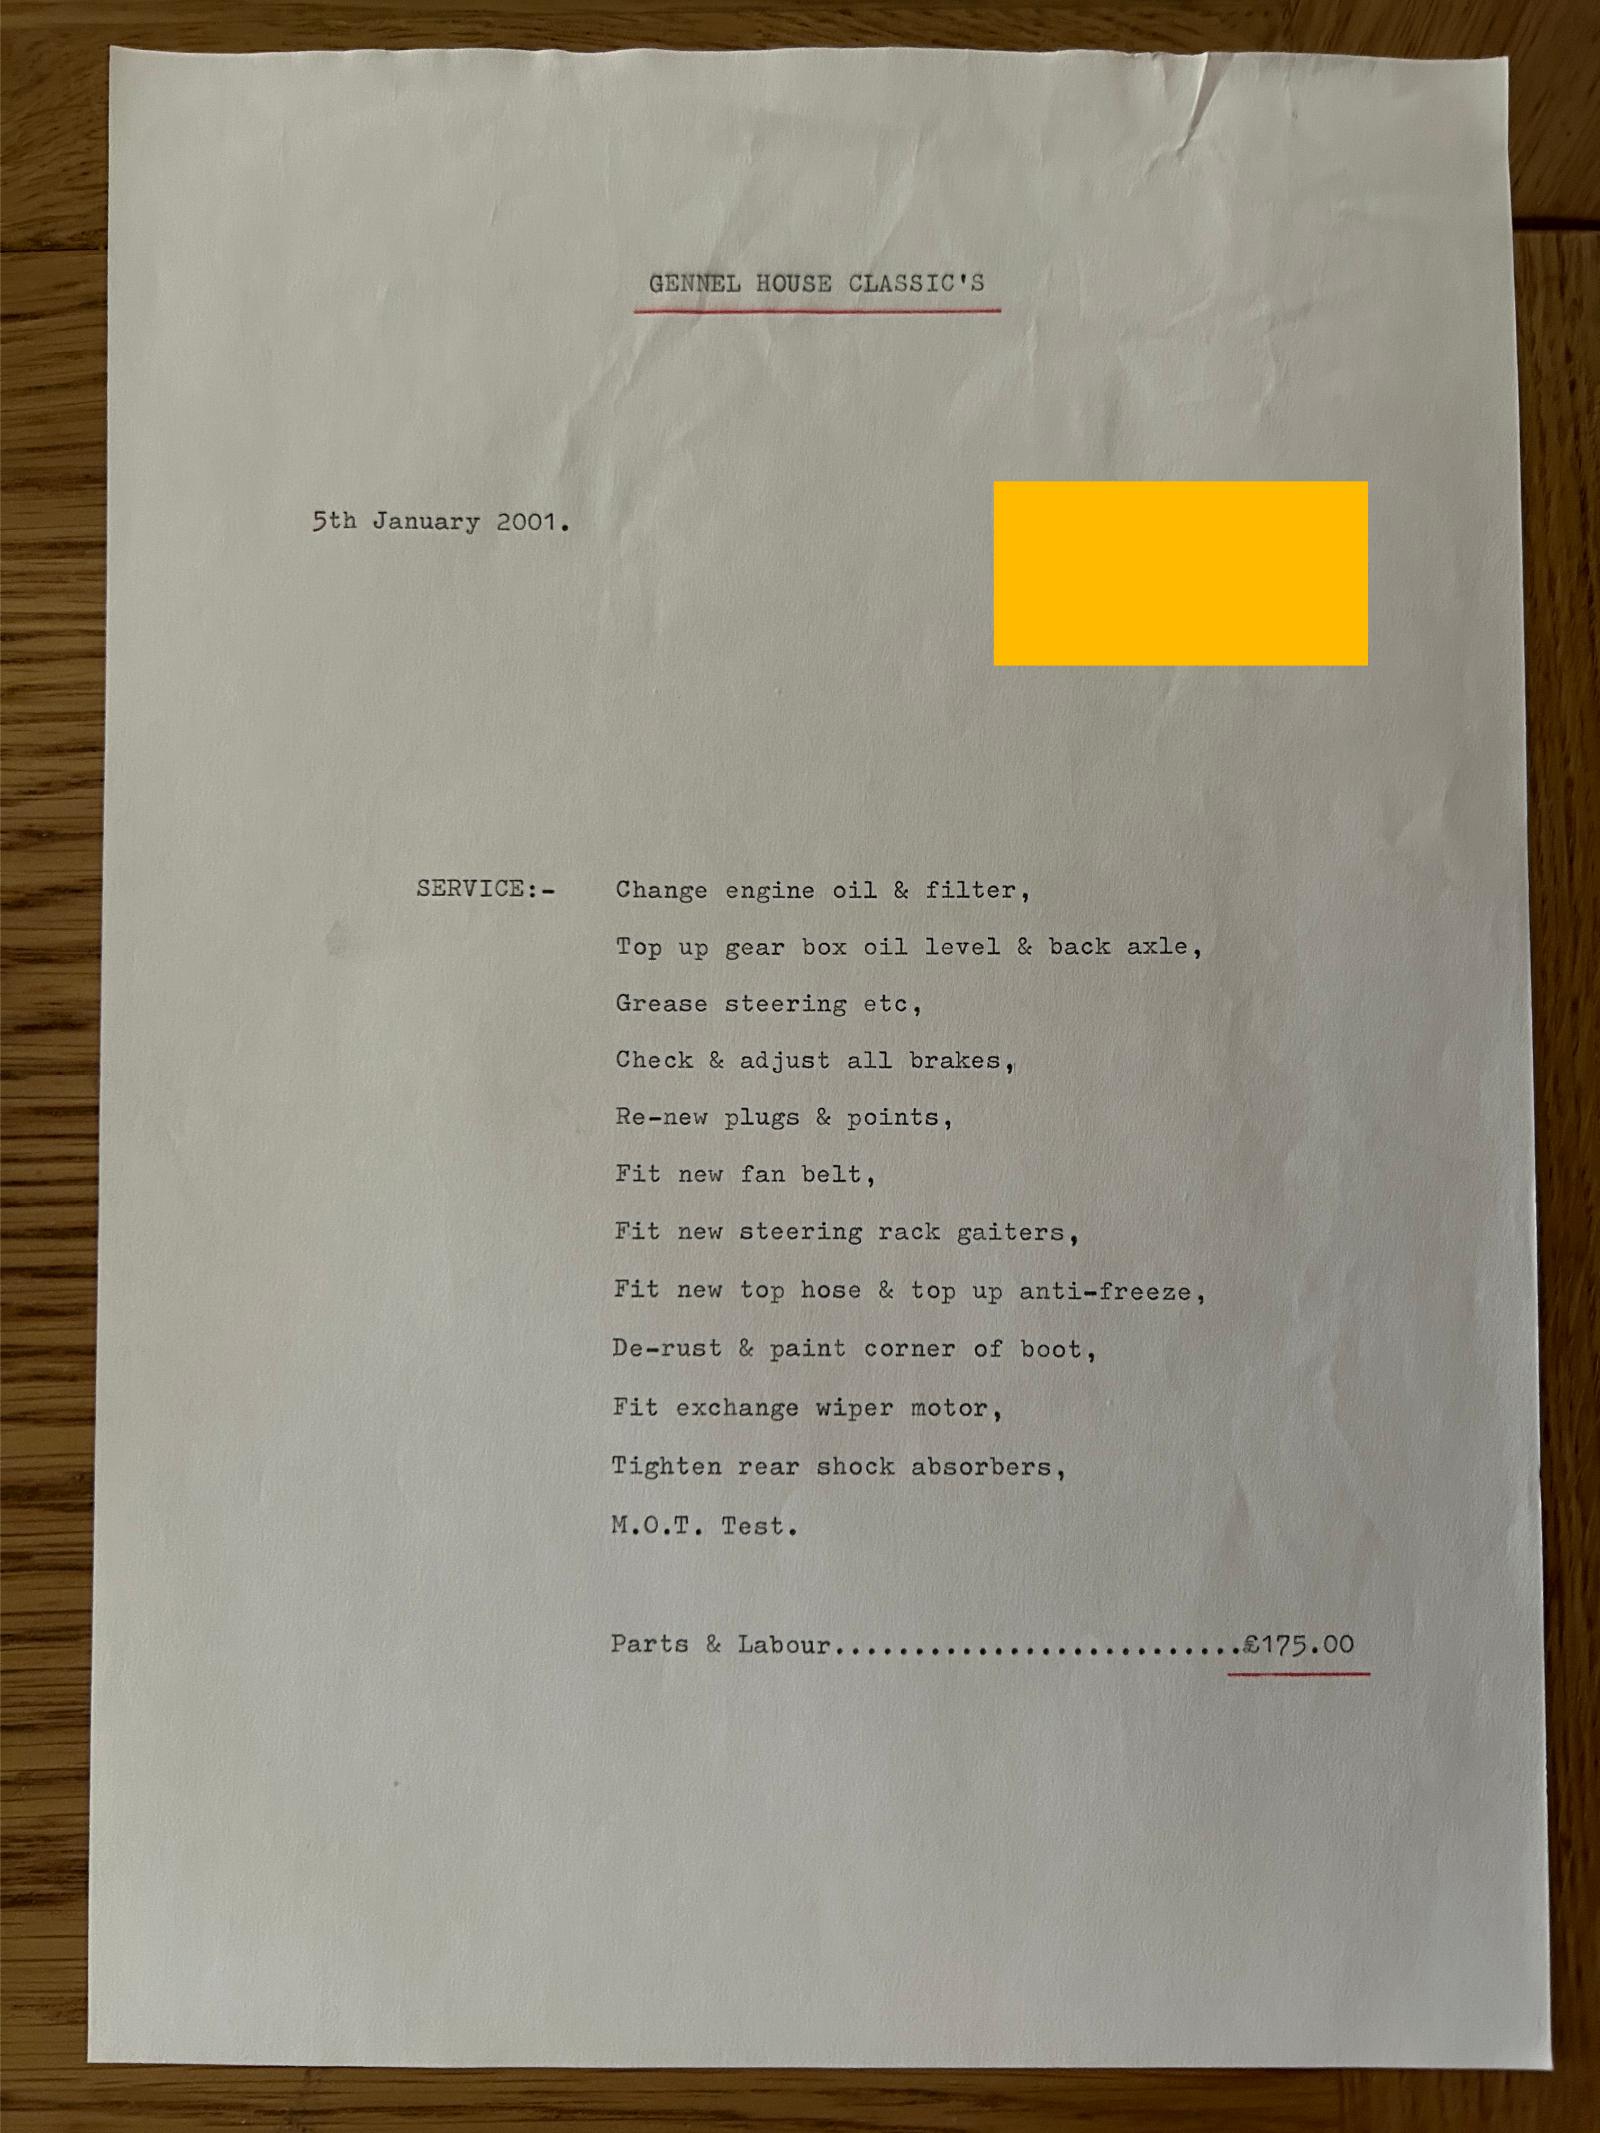 GENNEL HOUSE CLASSIC'S
5th January 2001.
SERVICE:- Change engine oil & filter,
Top up gear box oil level & back axle,
Grease steering etc,
Check & adjust all brakes,
Re-new plugs & points,
Fit new fan belt,
Fit new steering rack gaiters,
Fit new top hose & top up anti-freeze,
De-rust & paint corner of boot,
Fit exchange wiper motor,
Tighten rear shock absorbers,
M.O.T. Test.
Parts & Labour..........................£175.00